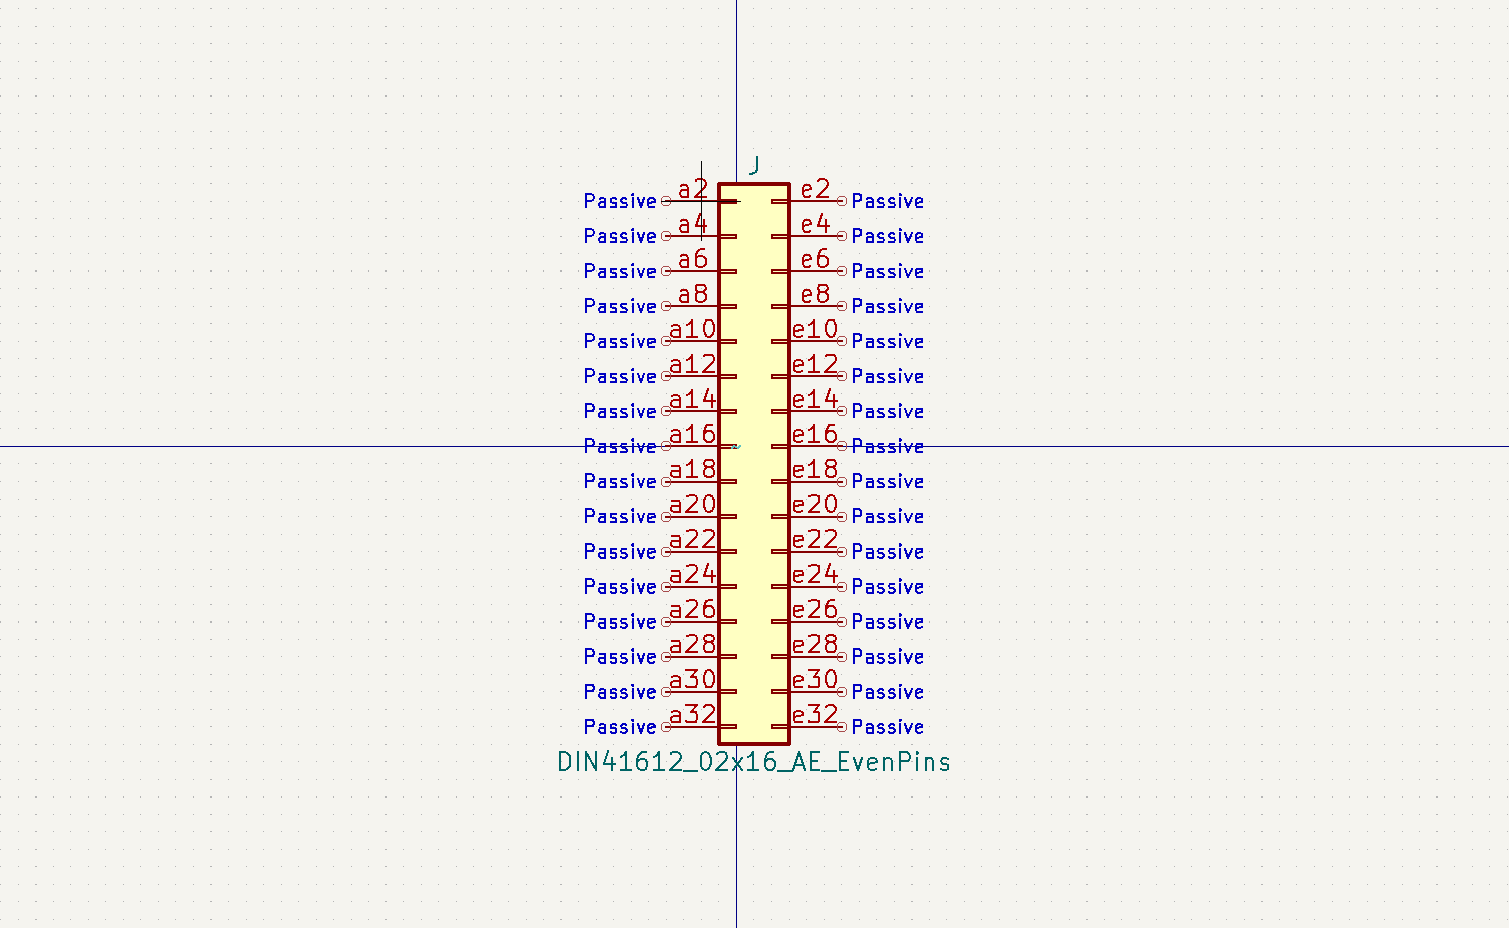 J
Passive a2 e2 Passive
Passive a4 e4 Passive
Passive a6 e6 Passive
Passive a8 e8 Passive
Passive a10 e10 Passive
Passive a12 e12 Passive
Passive a14 e14 Passive
Passive a16 e16 Passive
Passive a18 e18 Passive
Passive a20 e20 Passive
Passive a22 e22 Passive
Passive a24 e24 Passive
Passive a26 e26 Passive
Passive a28 e28 Passive
Passive a30 e30 Passive
Passive a32 e32 Passive
DIN41612_02x16_AE_EvenPins